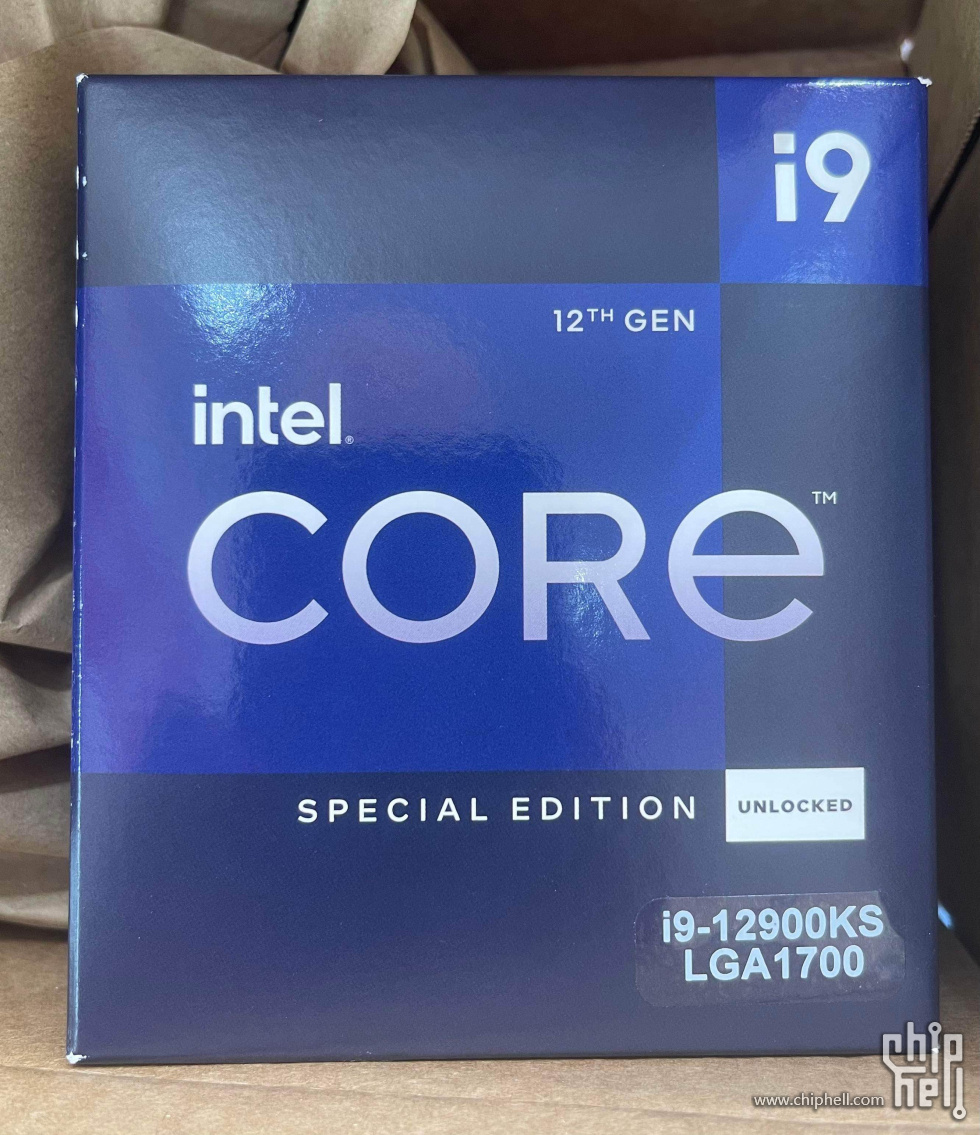 i9
12TH GEN
intel®
CORe™
SPECIAL EDITION
UNLOCKED
i9-12900KS
LGA1700
chip
hell
www.chiphell.com